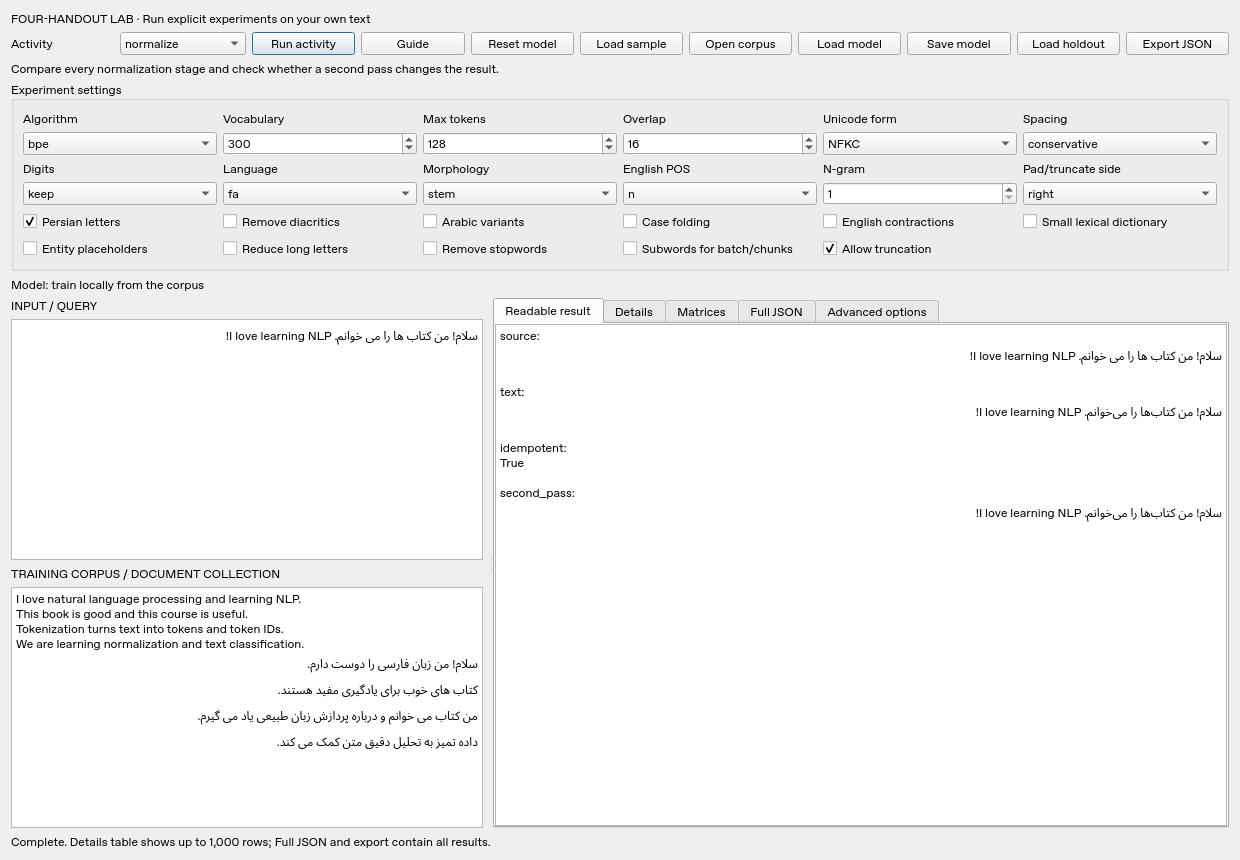 FOUR-HANDOUT LAB · Run explicit experiments on your own text
Activity normalize Run activity Guide Reset model Load sample Open corpus Load model Save model Load holdout Export JSON
Compare every normalization stage and check whether a second pass changes the result.
Experiment settings
Algorithm Vocabulary Max tokens Overlap Unicode form Spacing
bpe 300 128 16 NFKC conservative
Digits Language Morphology English POS N-gram Pad/truncate side
keep fa stem n 1 right
Persian letters Remove diacritics Arabic variants Case folding English contractions Small lexical dictionary
Entity placeholders Reduce long letters Remove stopwords Subwords for batch/chunks Allow truncation
Model: train locally from the corpus
INPUT / QUERY
سلام! من کتاب ها را می خوانم. I love learning NLP!
TRAINING CORPUS / DOCUMENT COLLECTION
I love natural language processing and learning NLP.
This book is good and this course is useful.
Tokenization turns text into tokens and token IDs.
We are learning normalization and text classification.
سلام! من زبان فارسی را دوست دارم.
کتاب های خوب برای یادگیری مفید هستند.
من کتاب می خوانم و درباره پردازش زبان طبیعی یاد می گیرم.
داده تمیز به تحلیل دقیق متن کمک می کند.
Readable result Details Matrices Full JSON Advanced options
source:
سلام! من کتاب ها را می خوانم. I love learning NLP!
text:
سلام! من کتاب‌ها را می‌خوانم. I love learning NLP!
idempotent:
True
second_pass:
سلام! من کتاب‌ها را می‌خوانم. I love learning NLP!
Complete. Details table shows up to 1,000 rows; Full JSON and export contain all results.